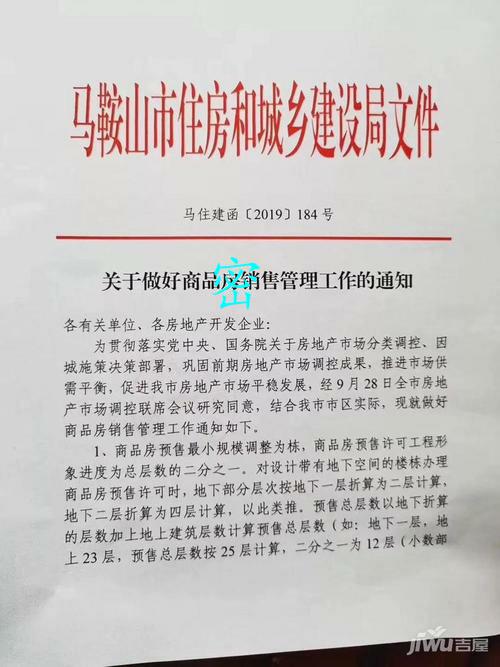 马鞍山市住房和城乡建设局文件
马住建函〔2019〕184号
关于做好商品房销售管理工作的通知
密
各有关单位、各房地产开发企业：
为贯彻落实党中央、国务院关于房地产市场分类调控、因
城施策决策部署，巩固前期房地产市场调控成果，推进市场供
需平衡，促进我市房地产市场平稳发展，经9月28日全市房地
产市场调控联席会议研究同意，结合我市市区实际，现就做好
商品房销售管理工作通知如下。
1、商品房预售最小规模调整为栋，商品房预售许可工程形
象进度为总层数的二分之一。对设计带有地下空间的楼栋办理
商品房预售许可时，地下部分层次按地下一层折算为二层计算，
地下二层折算为四层计算，以此类推。预售总层数以地下折算
的层数加上地上建筑层数计算预售总层数（如：地下一层，地
上23层，预售总层数按25层计算，二分之一为12层（小数部
JIWU吉屋